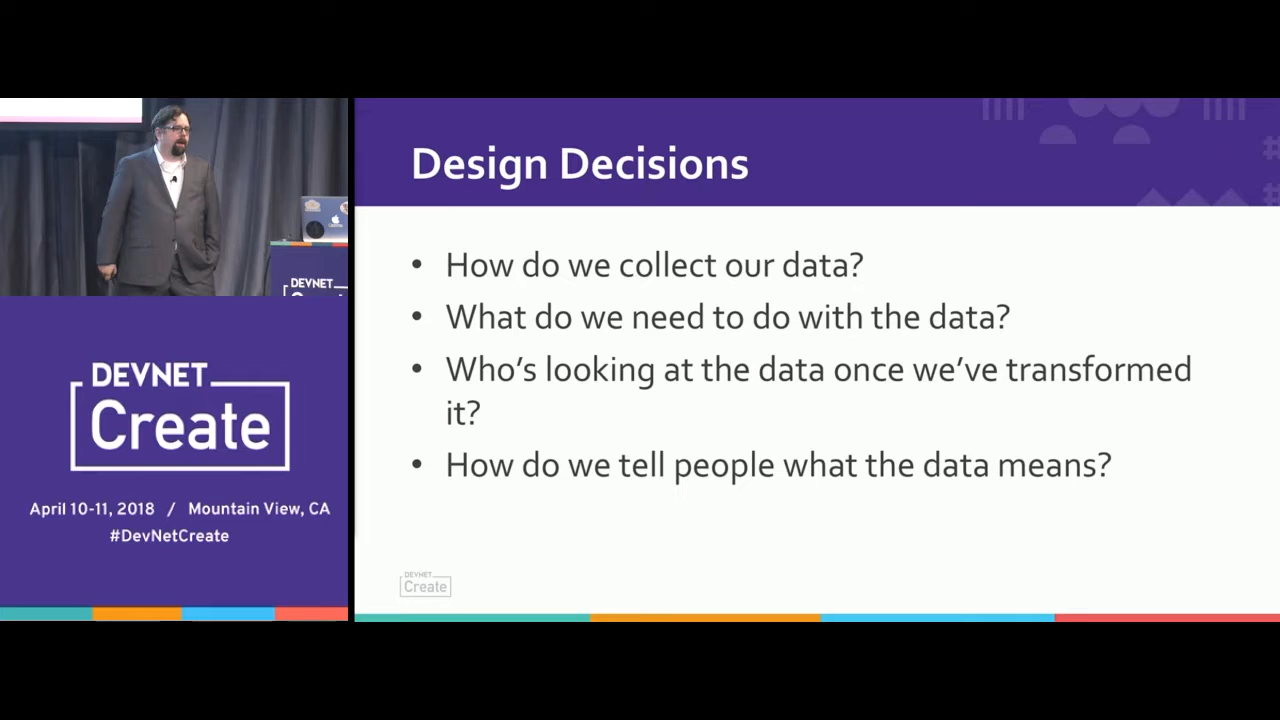 Design Decisions
• How do we collect our data?
• What do we need to do with the data?
• Who's looking at the data once we've transformed
it?
• How do we tell people what the data means?
DEVNET
Create
DEVNET
DEVNET
Create
April 10-11, 2018 / Mountain View, CA
#DevNetCreate